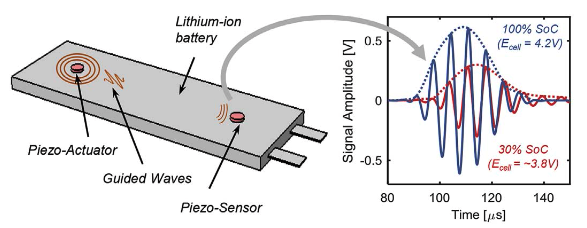 Lithium-ion
battery
Piezo-Actuator
Guided Waves
Piezo-Sensor
Signal Amplitude [V]
0.5
0
-0.5
100% SoC
(Ecell = 4.2V)
30% SoC
(Ecell = ~3.8V)
80 100 120 140
Time [μs]